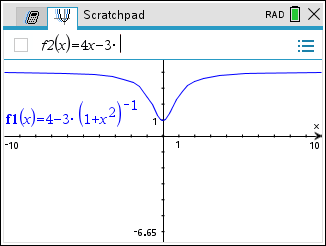 Scratchpad RAD
f2(x)=4x-3·
f1(x)=4-3·(1+x²)⁻¹
1
x
-10 1 10
-6.65